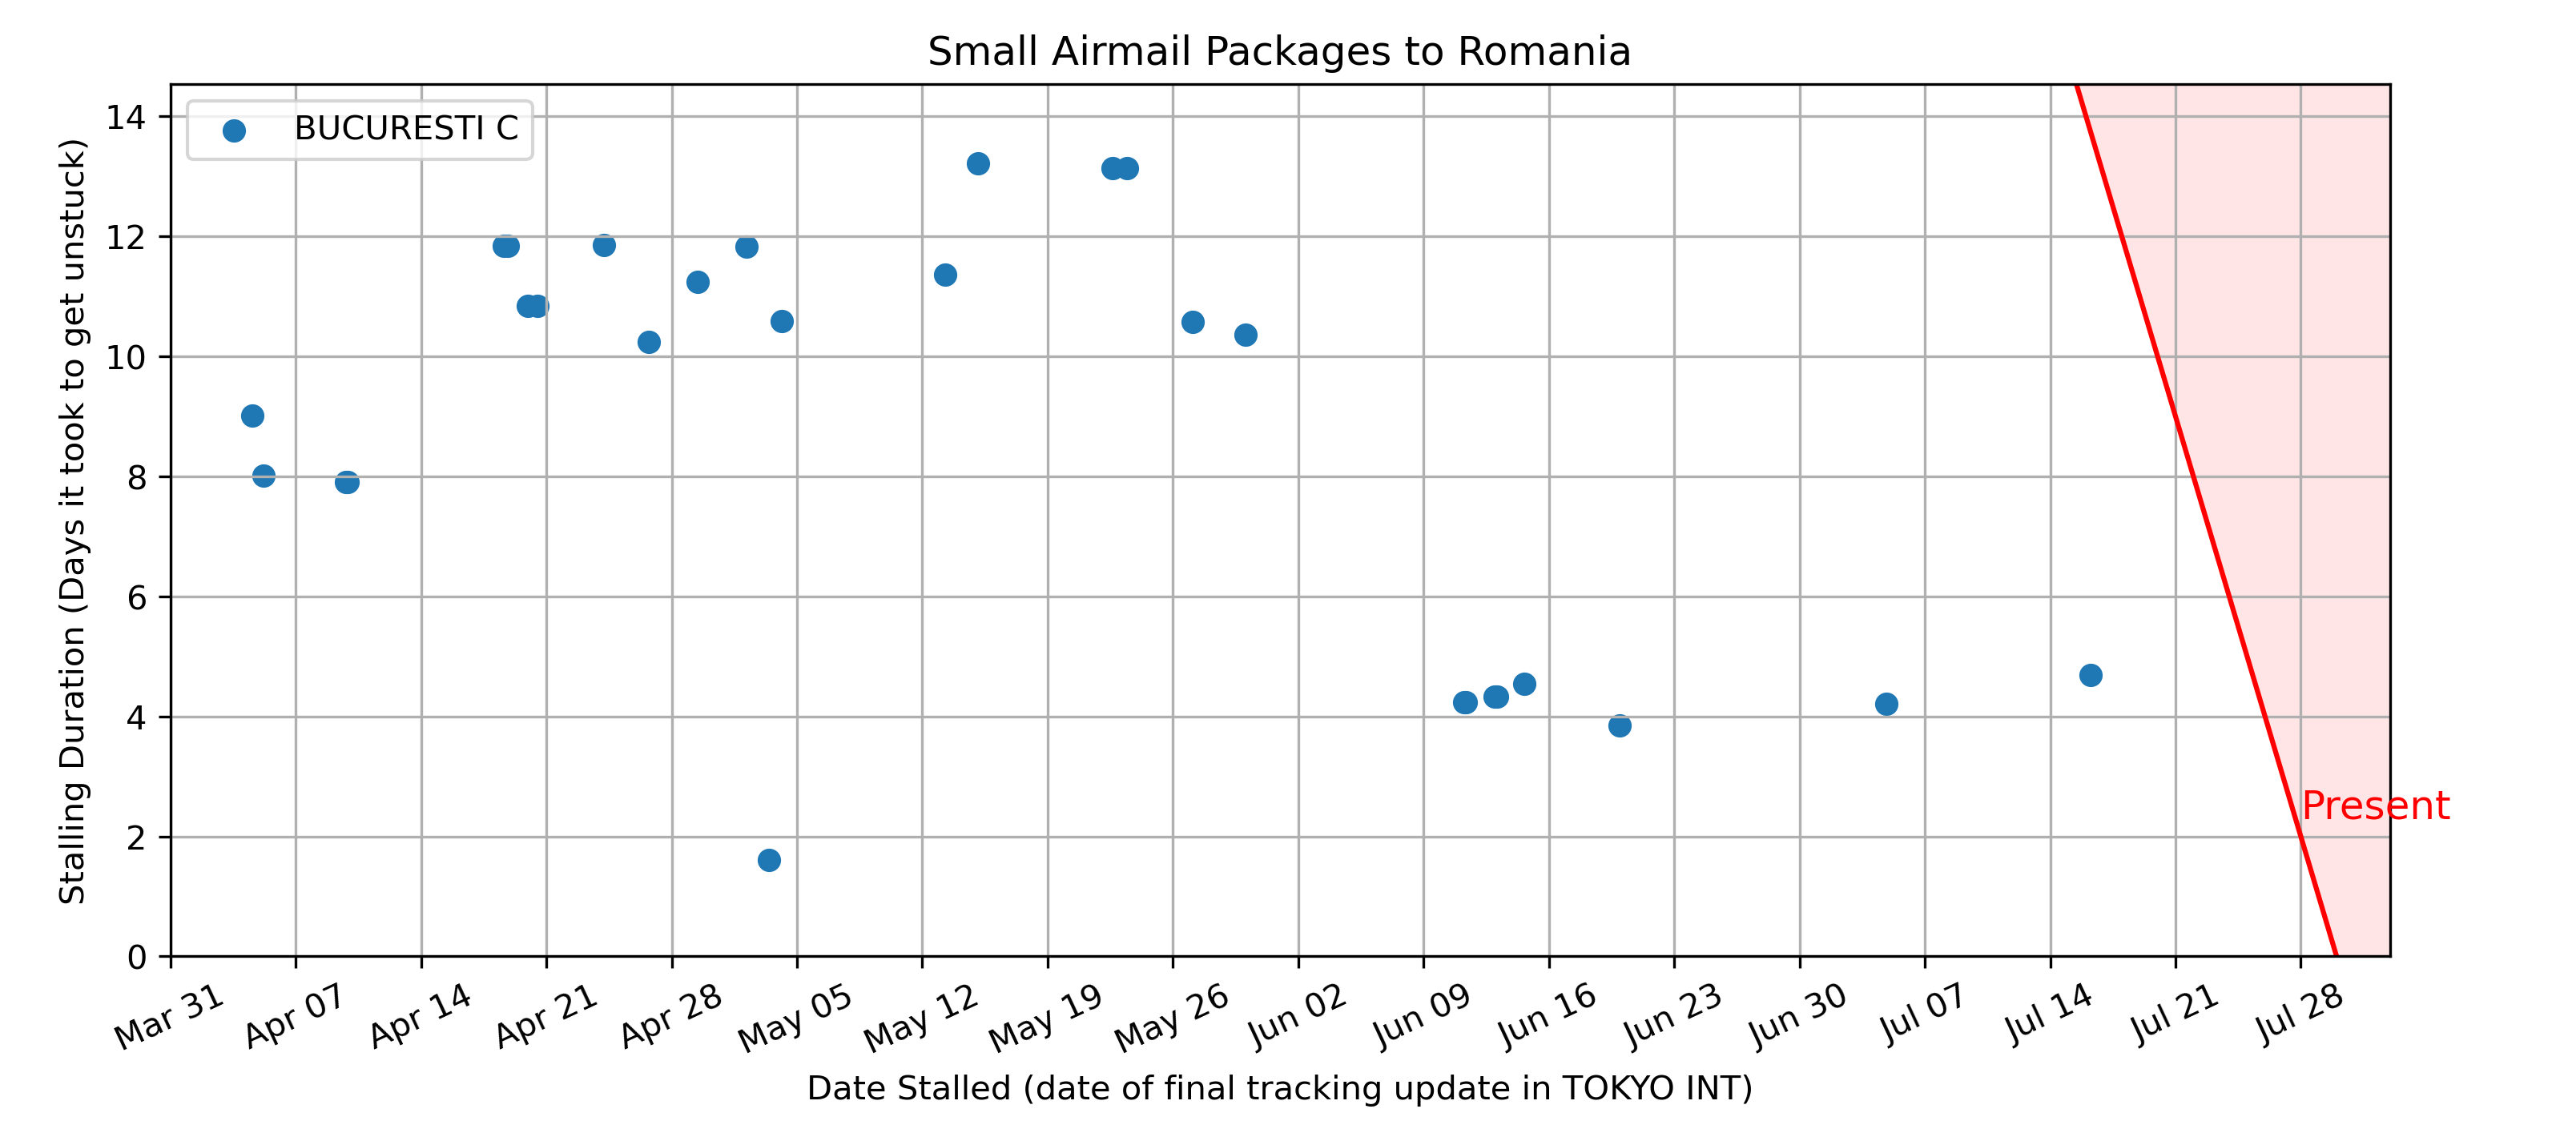 Small Airmail Packages to Romania
BUCURESTI C
Stalling Duration (Days it took to get unstuck)
14
12
10
8
6
4
2
0
Present
Mar 31 Apr 07 Apr 14 Apr 21 Apr 28 May 05 May 12 May 19 May 26 Jun 02 Jun 09 Jun 16 Jun 23 Jun 30 Jul 07 Jul 14 Jul 21 Jul 28
Date Stalled (date of final tracking update in TOKYO INT)